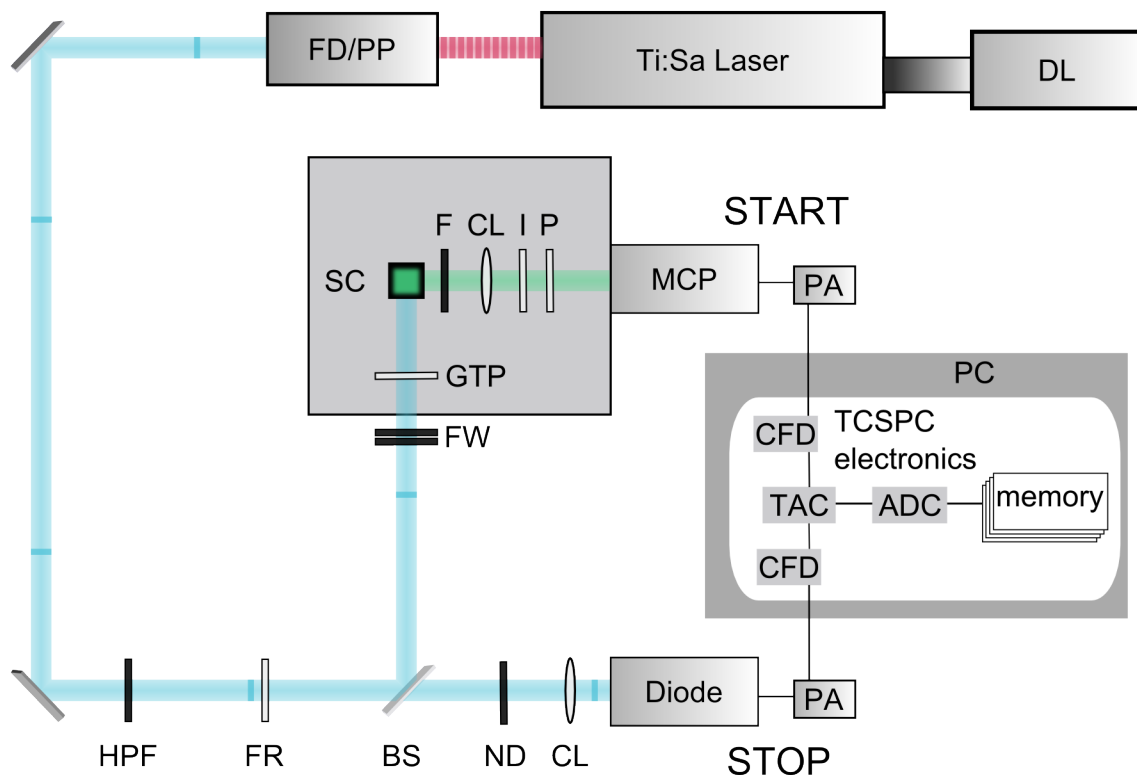 FD/PP
Ti:Sa Laser
DL
START
F CL I P
SC
MCP
PA
GTP
PC
FW
CFD
TCSPC
electronics
TAC
ADC
memory
CFD
Diode
PA
HPF
FR
BS
ND
CL
STOP